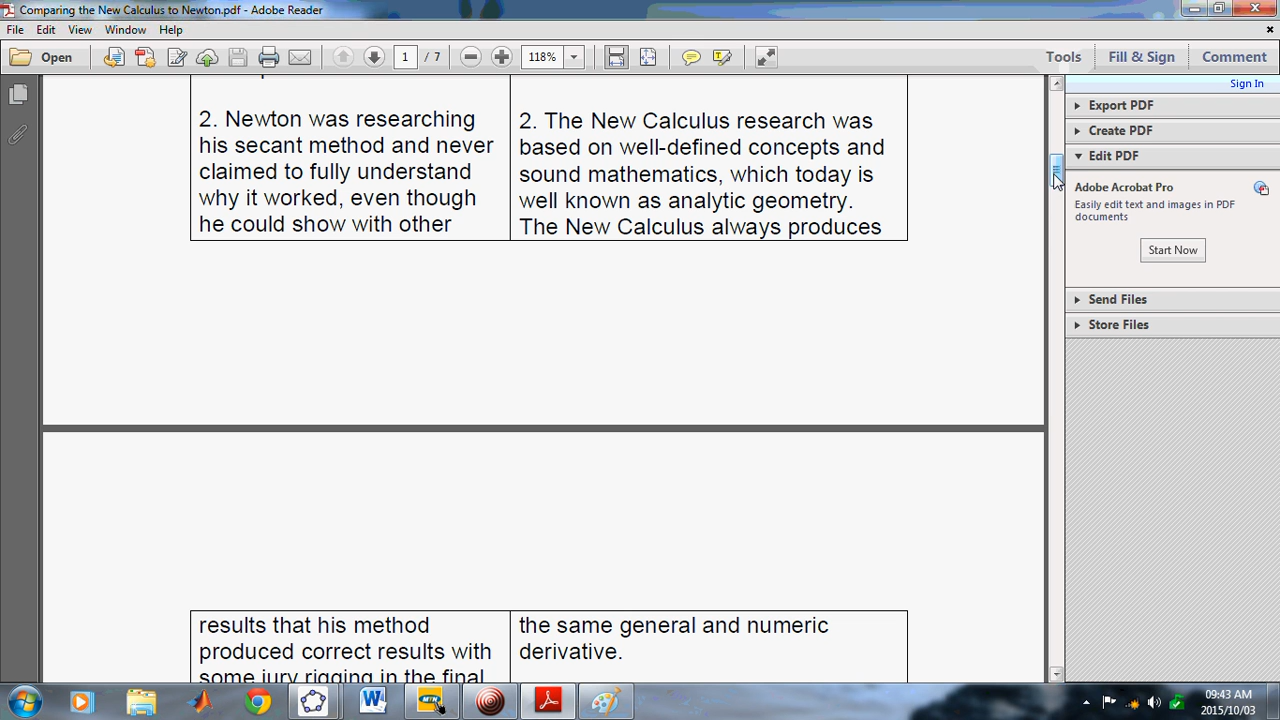 Comparing the New Calculus to Newton.pdf - Adobe Reader
File Edit View Window Help
Open 1 / 7 118% Tools Fill & Sign Comment
Sign In
Export PDF
Create PDF
Edit PDF
Adobe Acrobat Pro
Easily edit text and images in PDF
documents
Start Now
Send Files
Store Files
2. Newton was researching
his secant method and never
claimed to fully understand
why it worked, even though
he could show with other
2. The New Calculus research was
based on well-defined concepts and
sound mathematics, which today is
well known as analytic geometry.
The New Calculus always produces
results that his method
produced correct results with
some jury rigging in the final
the same general and numeric
derivative.
09:43 AM
2015/10/03